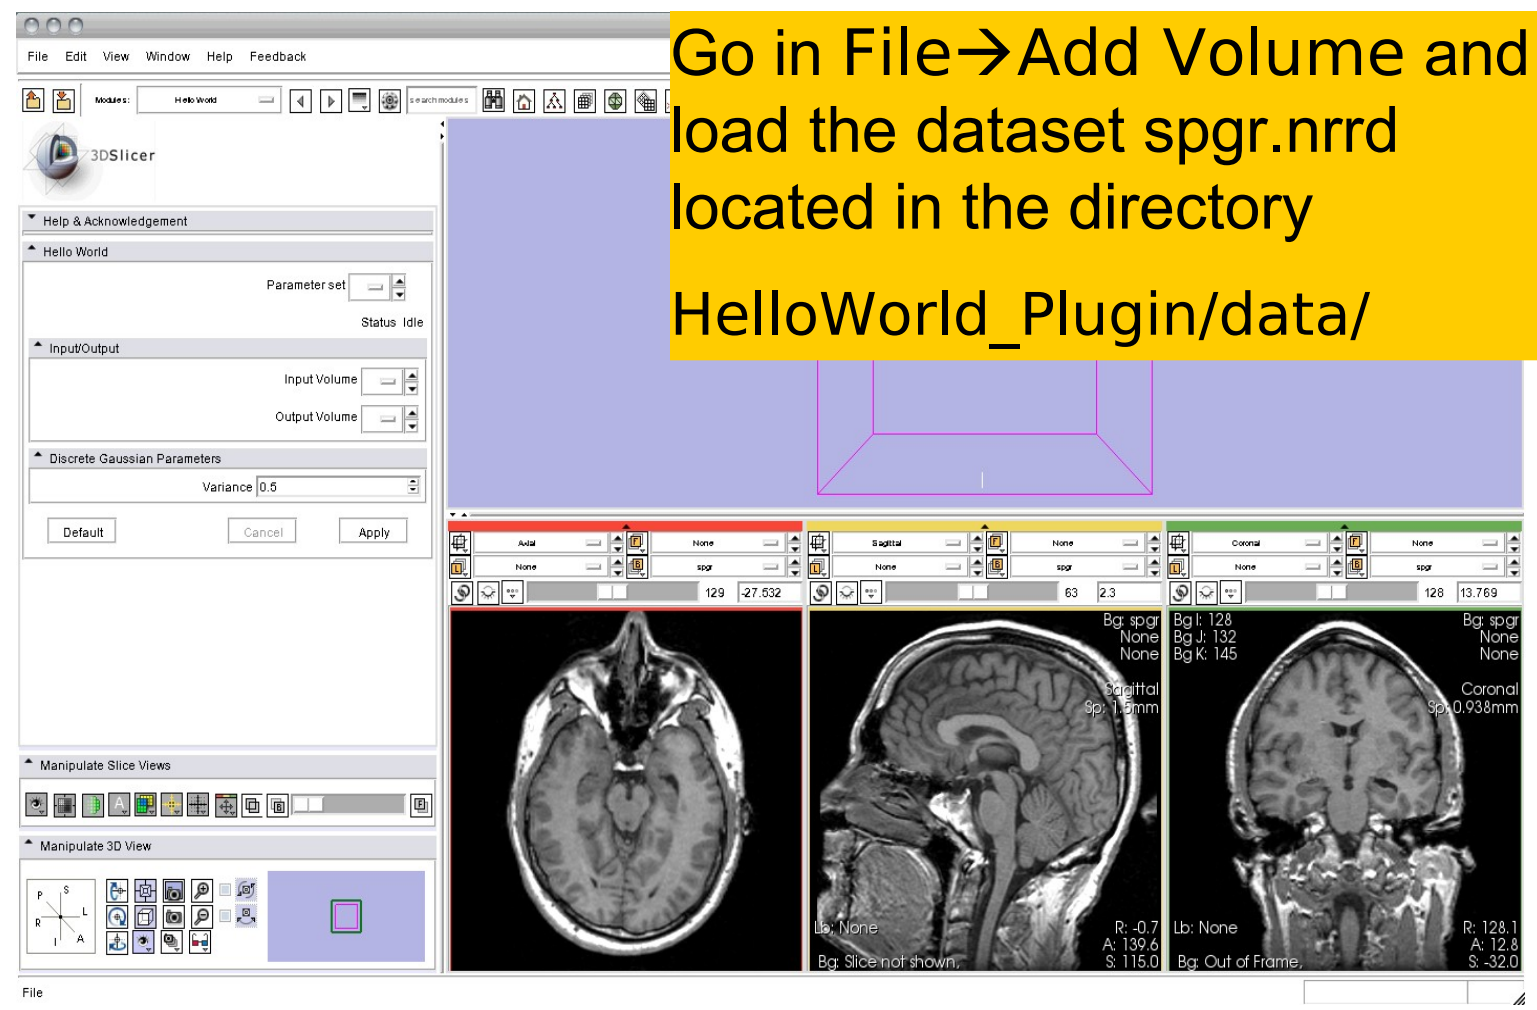 Go in File→Add Volume and
load the dataset spgr.nrrd
located in the directory
HelloWorld_Plugin/data/
File Edit View Window Help Feedback
Modules: Hello World search modules
3DSlicer
Help & Acknowledgement
Hello World
Parameter set
Status Idle
Input/Output
Input Volume
Output Volume
Discrete Gaussian Parameters
Variance 0.5
Default Cancel Apply
Manipulate Slice Views
Manipulate 3D View
P S
R L
I A
Axial None
None spgr
129 -27.532
Sagittal None
None spgr
63 2.3
Coronal None
None spgr
128 13.769
Bg: spgr
None
None
Sagittal
Sp: 1.5mm
Lb: None
R: -0.7
A: 139.6
Bg: Slice not shown, S: 115.0
Bg I: 128 Bg: spgr
Bg J: 132 None
Bg K: 145 None
Coronal
Sp: 0.938mm
Lb: None R: 128.1
A: 12.8
Bg: Out of Frame, S: -32.0
File